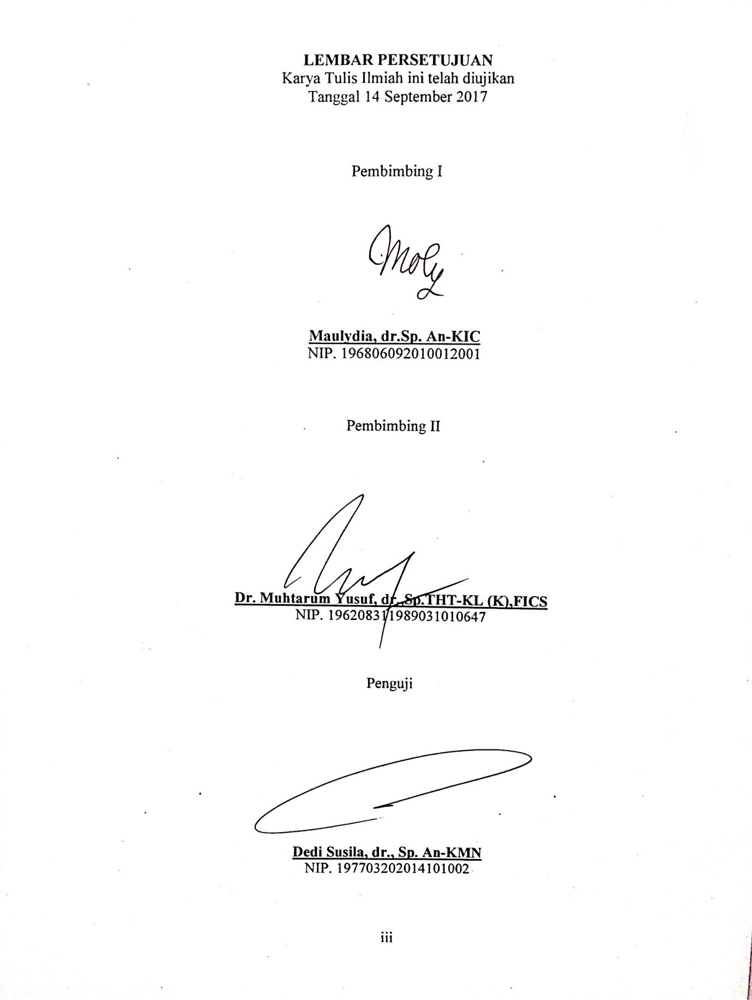 LEMBAR PERSETUJUAN
Karya Tulis Ilmiah ini telah diujikan
Tanggal 14 September 2017
Pembimbing I
Maulydia, dr.Sp. An-KIC
NIP. 196806092010012001
Pembimbing II
Dr. Muhtarum Yusuf, dr.,Sp.THT-KL (K),FICS
NIP. 196208311989031010647
Penguji
Dedi Susila, dr., Sp. An-KMN
NIP. 197703202014101002
iii